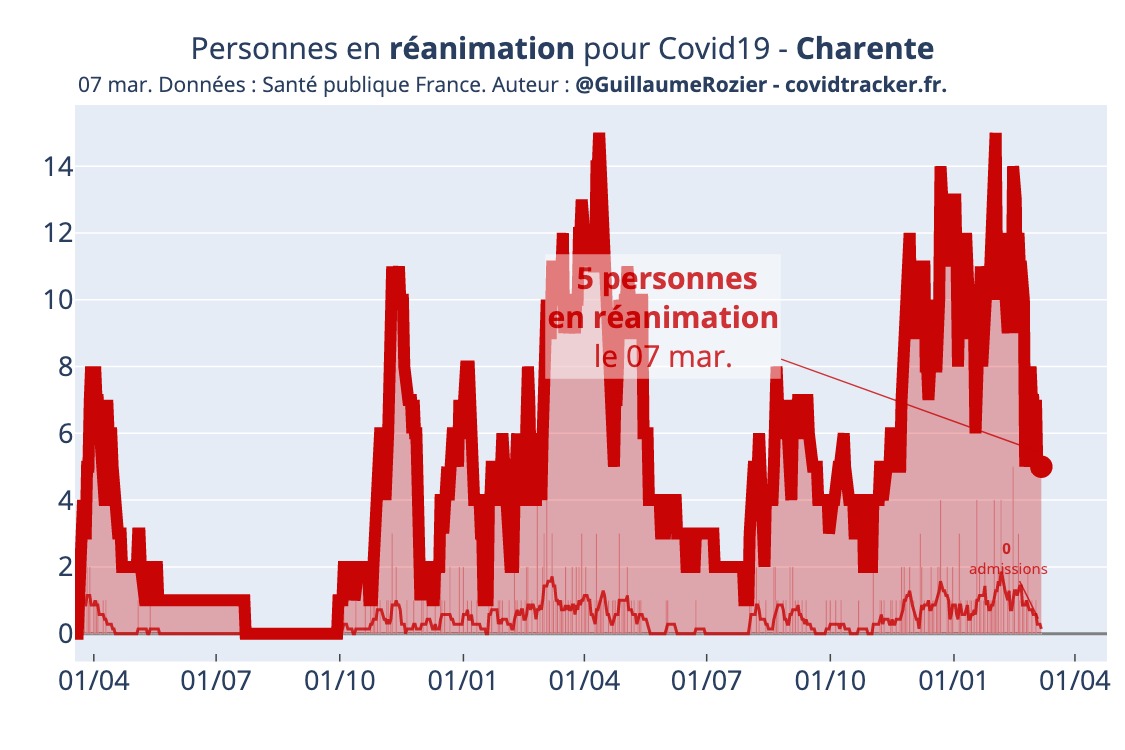 Personnes en réanimation pour Covid19 - Charente
07 mar. Données : Santé publique France. Auteur : @GuillaumeRozier - covidtracker.fr.
14
12
10
8
6
4
2
0
5 personnes
en réanimation
le 07 mar.
0
admissions
01/04 01/07 01/10 01/01 01/04 01/07 01/10 01/01 01/04